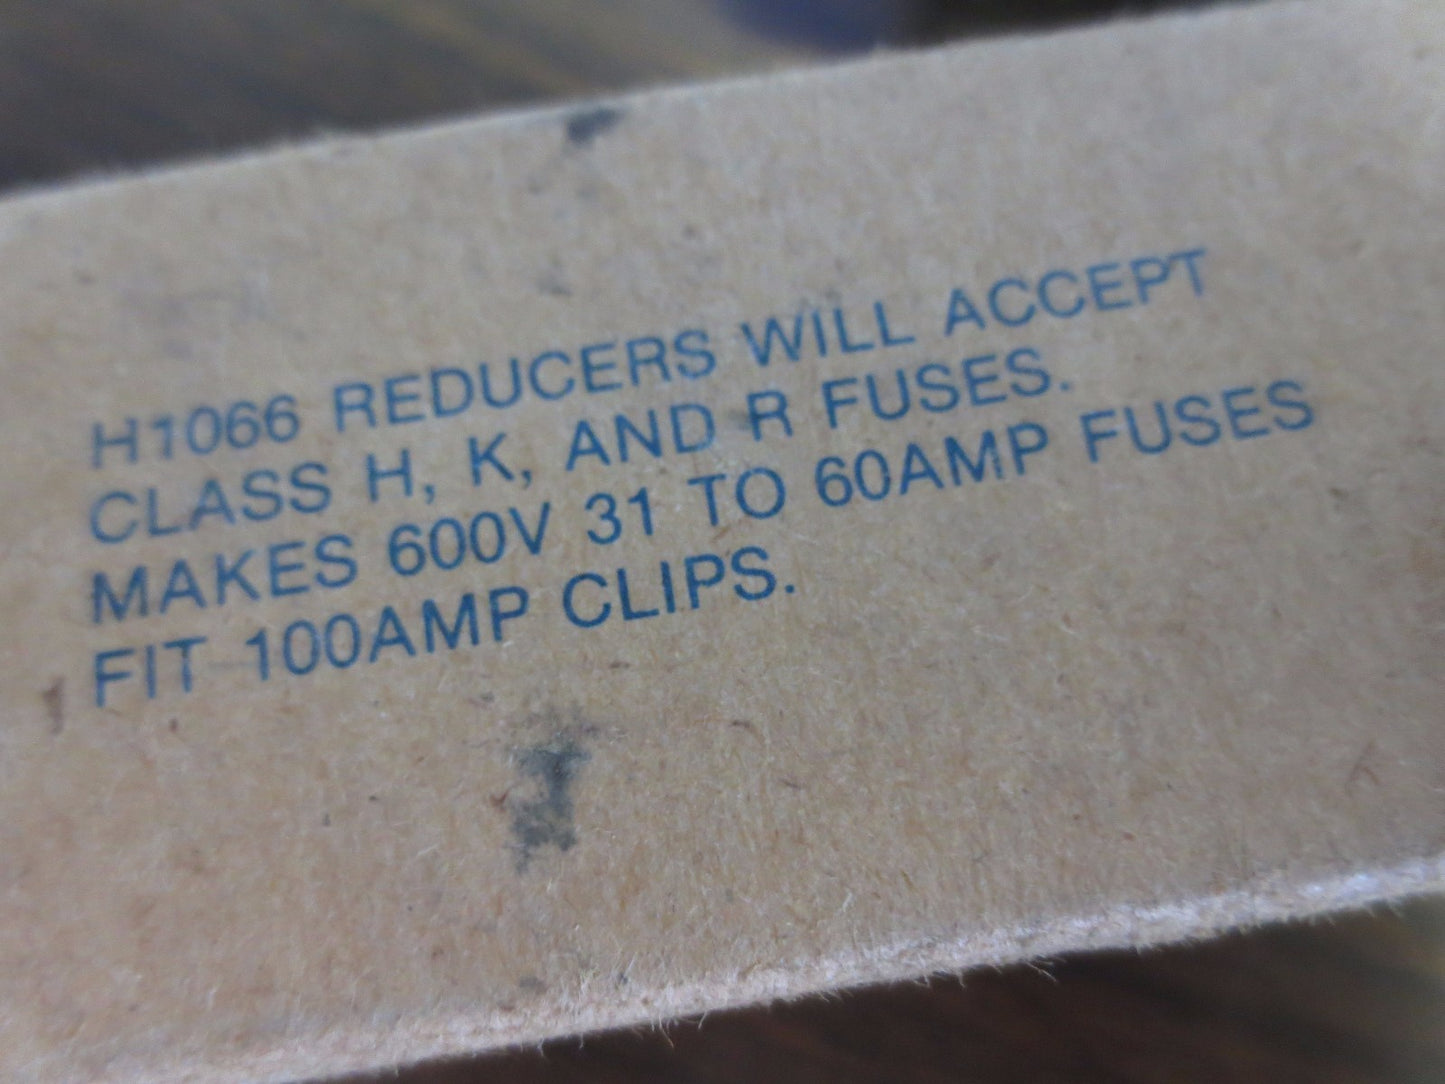 H1066 REDUCERS WILL ACCEPT
CLASS H, K, AND R FUSES.
MAKES 600V 31 TO 60AMP FUSES
FIT 100AMP CLIPS.